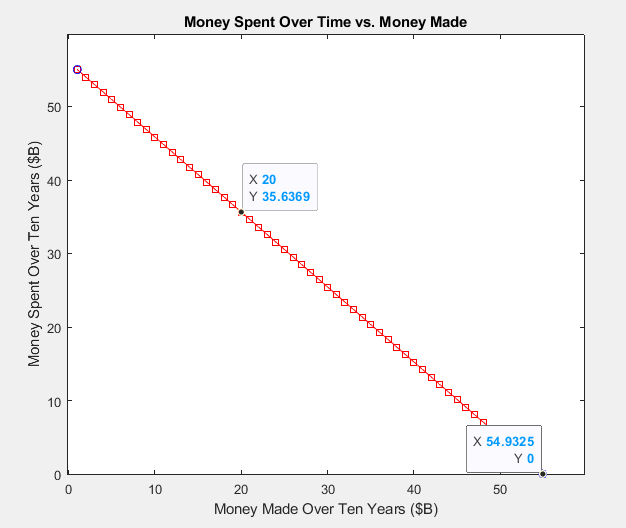 Money Spent Over Time vs. Money Made
Money Spent Over Ten Years ($B)
50
40
30
20
10
0
X 20
Y 35.6369
X 54.9325
Y 0
0 10 20 30 40 50
Money Made Over Ten Years ($B)